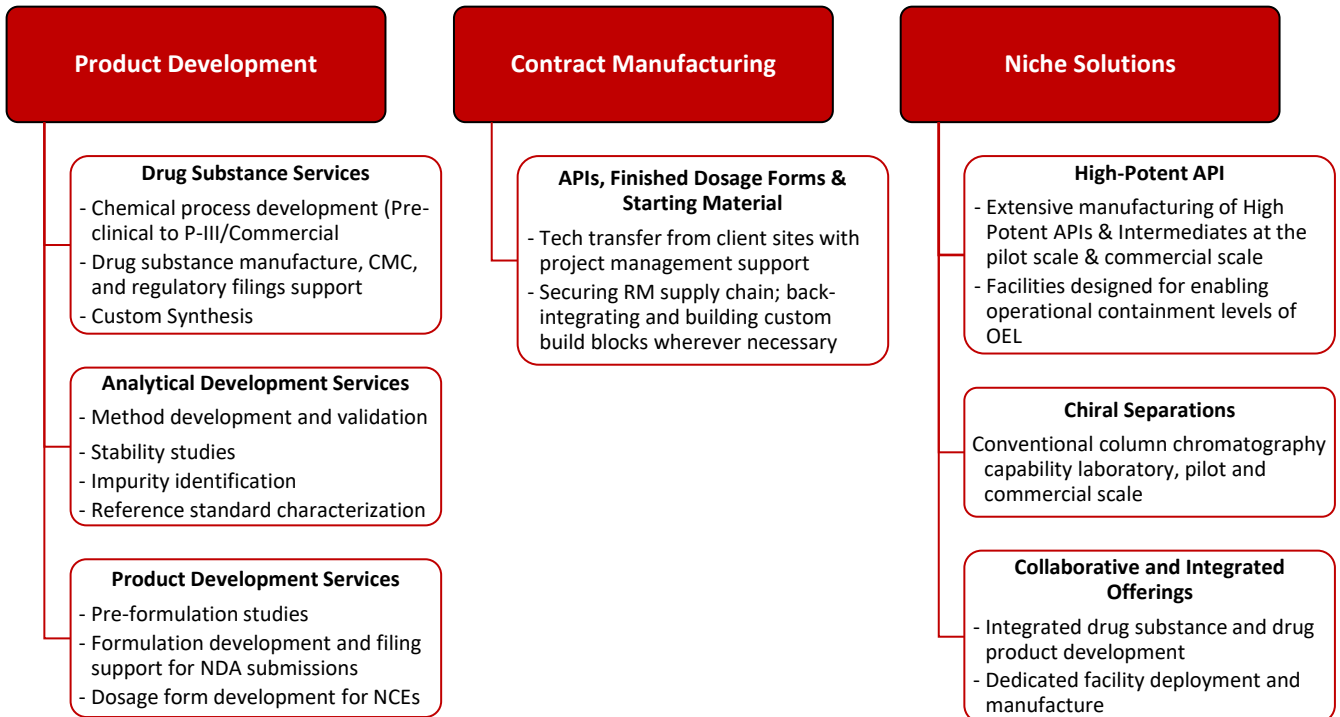 Product Development
Drug Substance Services
- Chemical process development (Pre-
clinical to P-III/Commercial
- Drug substance manufacture, CMC,
and regulatory filings support
- Custom Synthesis
Analytical Development Services
- Method development and validation
- Stability studies
- Impurity identification
- Reference standard characterization
Product Development Services
- Pre-formulation studies
- Formulation development and filing
support for NDA submissions
- Dosage form development for NCEs
Contract Manufacturing
APIs, Finished Dosage Forms &
Starting Material
- Tech transfer from client sites with
project management support
- Securing RM supply chain; back-
integrating and building custom
build blocks wherever necessary
Niche Solutions
High-Potent API
- Extensive manufacturing of High
Potent APIs & Intermediates at the
pilot scale & commercial scale
- Facilities designed for enabling
operational containment levels of
OEL
Chiral Separations
Conventional column chromatography
capability laboratory, pilot and
commercial scale
Collaborative and Integrated
Offerings
- Integrated drug substance and drug
product development
- Dedicated facility deployment and
manufacture